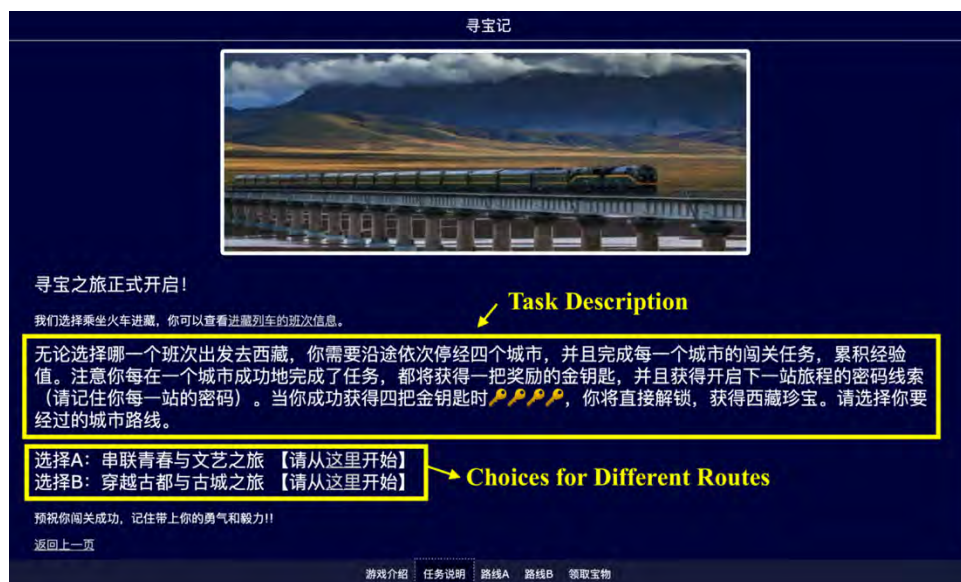 寻宝记
寻宝之旅正式开启!
我们选择乘坐火车进藏，你可以查看进藏列车的班次信息。
Task Description
无论选择哪一个班次出发去西藏，你需要沿途依次停经四个城市，并且完成每一个城市的闯关任务，累积经验
值。注意你每在一个城市成功地完成了任务，都将获得一把奖励的金钥匙，并且获得开启下一站旅程的密码线索
（请记住你每一站的密码）。当你成功获得四把金钥匙时🔑🔑🔑🔑，你将直接解锁，获得西藏珍宝。请选择你要
经过的城市路线。
选择A：串联青春与文艺之旅 【请从这里开始】
选择B：穿越古都与古城之旅 【请从这里开始】
Choices for Different Routes
预祝你闯关成功，记住带上你的勇气和毅力!!
返回上一页
游戏介绍 任务说明 路线A 路线B 领取宝物